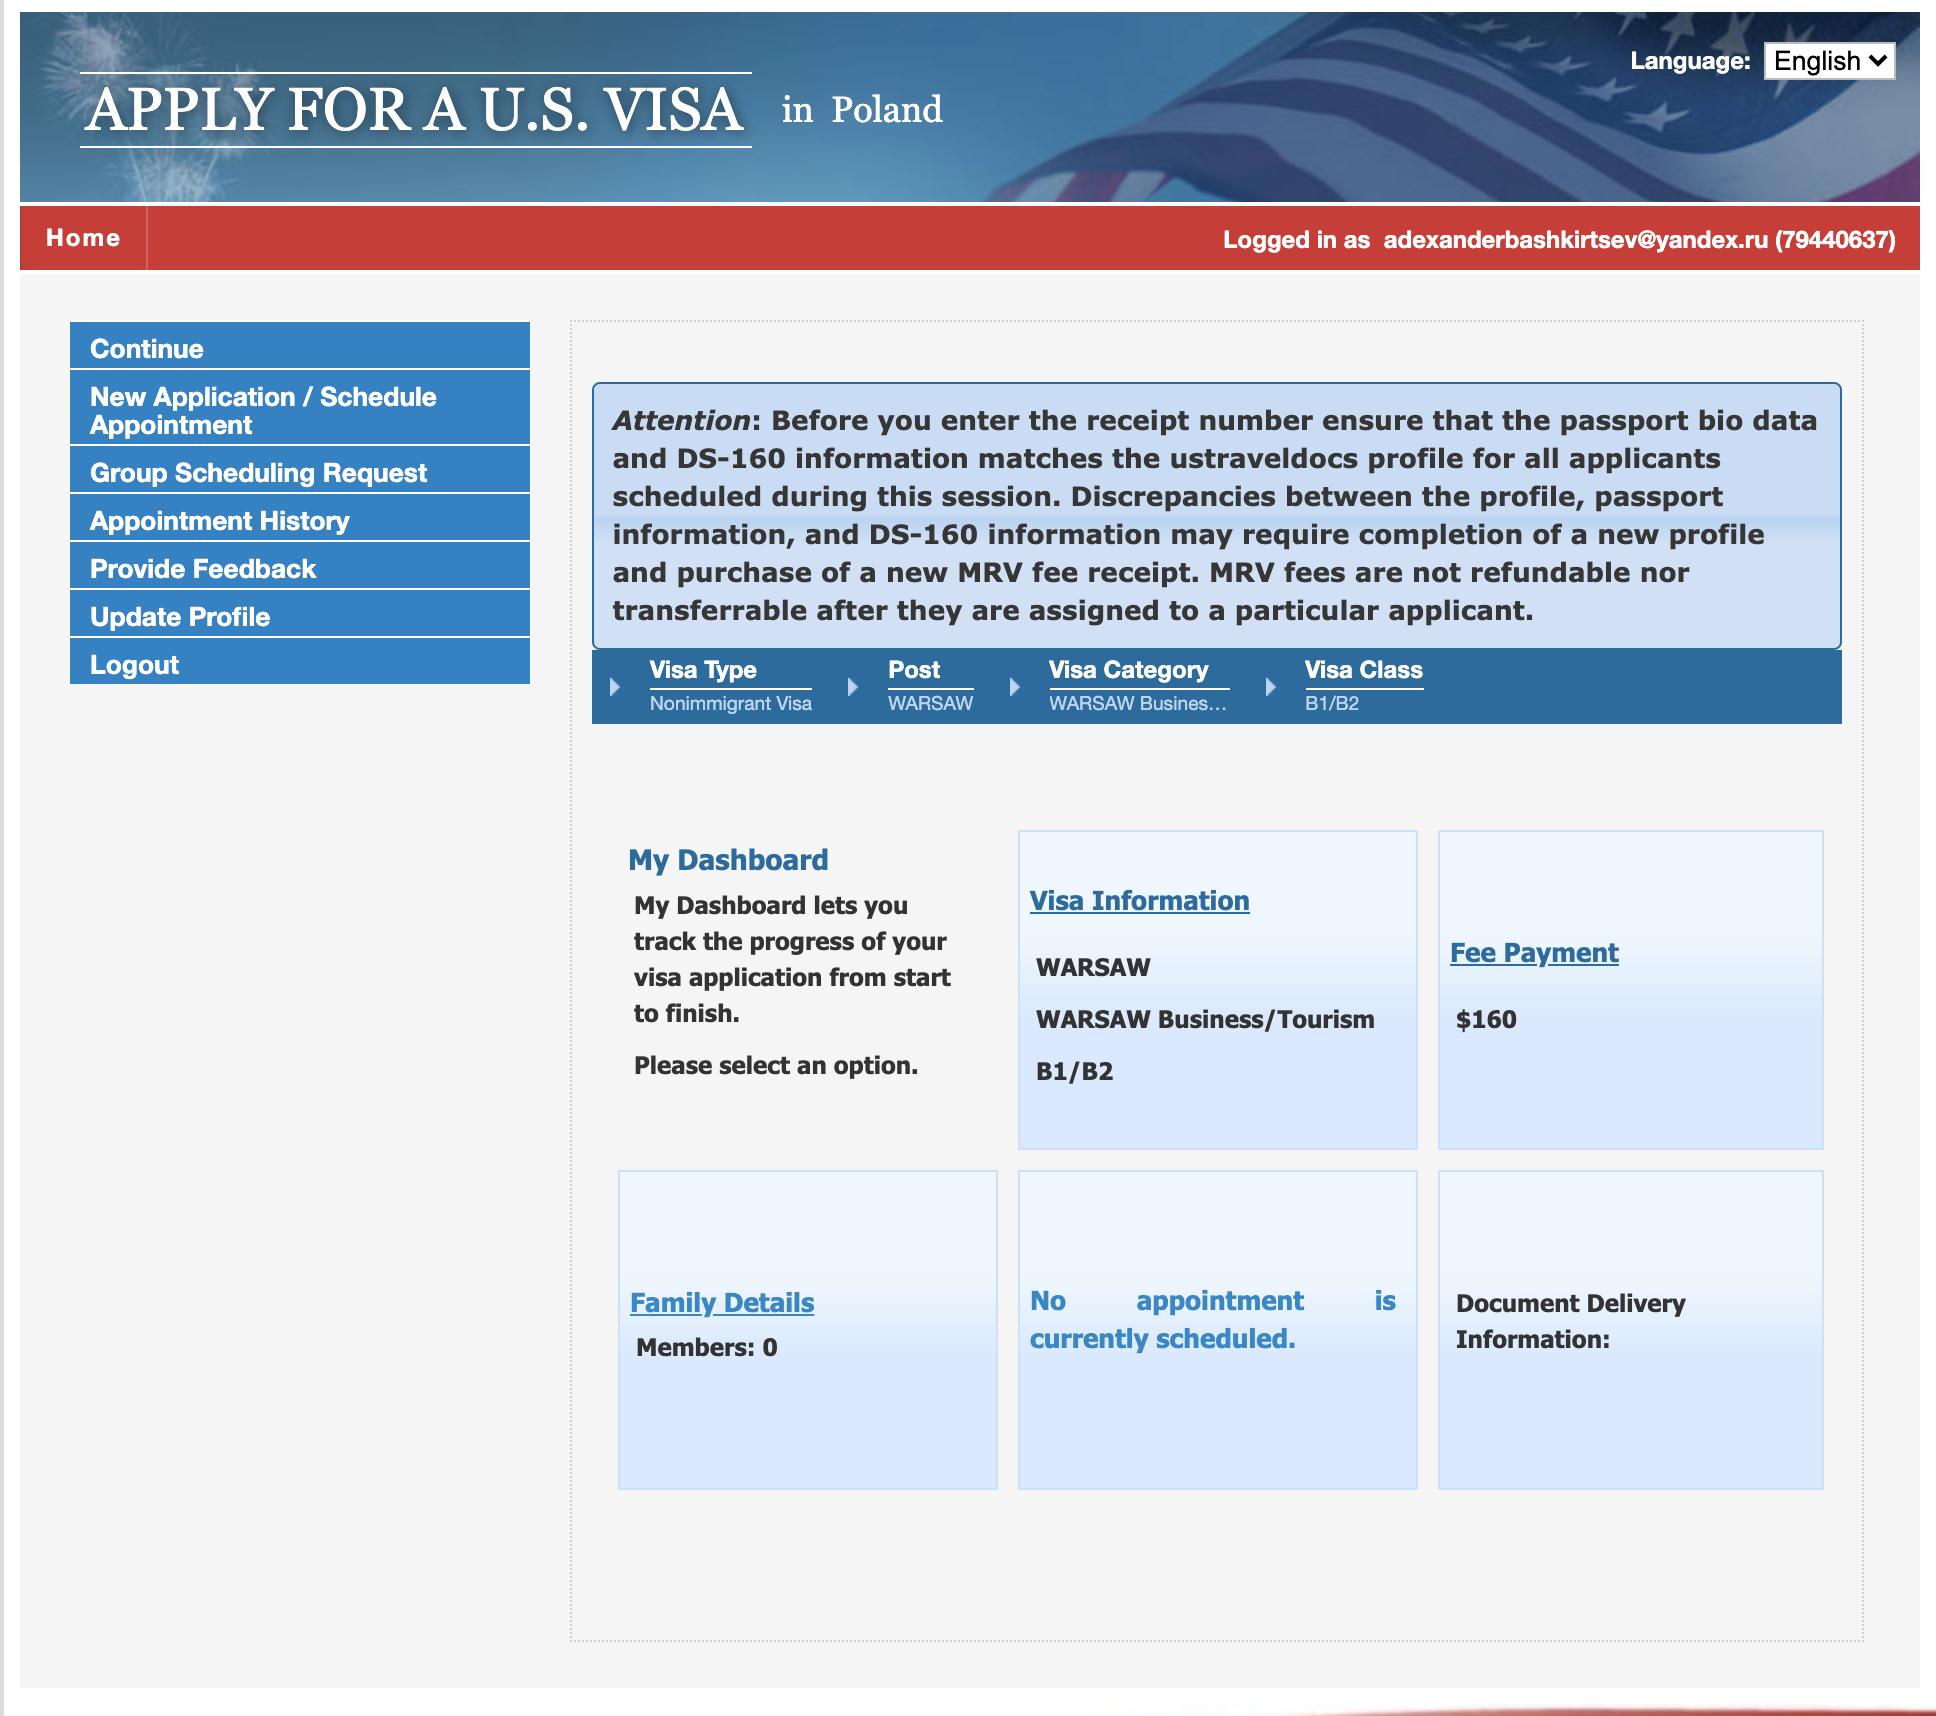 APPLY FOR A U.S. VISA in Poland
Language: English
Home
Logged in as adexanderbashkirtsev@yandex.ru (79440637)
Continue
New Application / Schedule
Appointment
Group Scheduling Request
Appointment History
Provide Feedback
Update Profile
Logout
Attention: Before you enter the receipt number ensure that the passport bio data
and DS-160 information matches the ustraveldocs profile for all applicants
scheduled during this session. Discrepancies between the profile, passport
information, and DS-160 information may require completion of a new profile
and purchase of a new MRV fee receipt. MRV fees are not refundable nor
transferrable after they are assigned to a particular applicant.
Visa Type Post Visa Category Visa Class
Nonimmigrant Visa WARSAW WARSAW Busines... B1/B2
My Dashboard
My Dashboard lets you
track the progress of your
visa application from start
to finish.
Please select an option.
Visa Information
WARSAW
WARSAW Business/Tourism
B1/B2
Fee Payment
$160
Family Details
Members: 0
No appointment is
currently scheduled.
Document Delivery
Information: